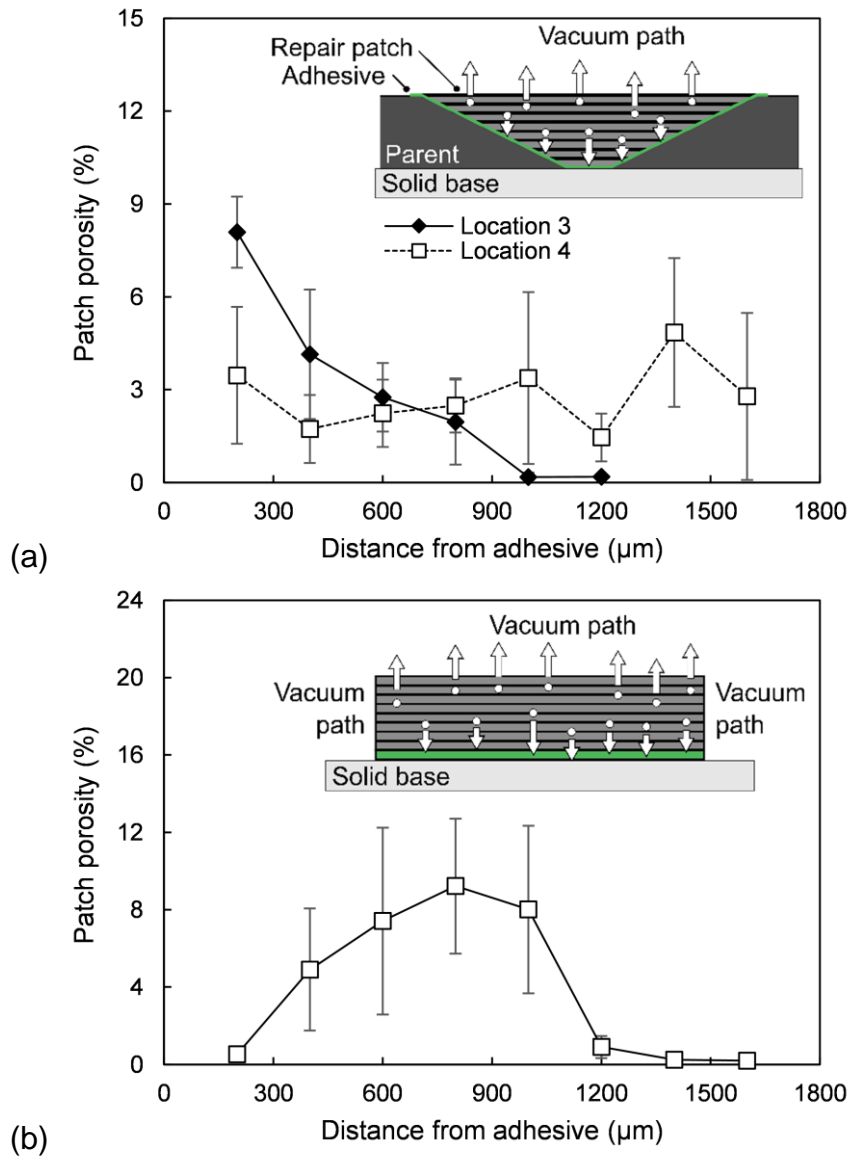 15
12
9
6
3
0
Patch porosity (%)
Repair patch
Adhesive
Vacuum path
Parent
Solid base
Location 3
Location 4
0 300 600 900 1200 1500 1800
Distance from adhesive (µm)
(a)
24
20
16
12
8
4
0
Patch porosity (%)
Vacuum path
Vacuum
path
Vacuum
path
Solid base
0 300 600 900 1200 1500 1800
Distance from adhesive (µm)
(b)